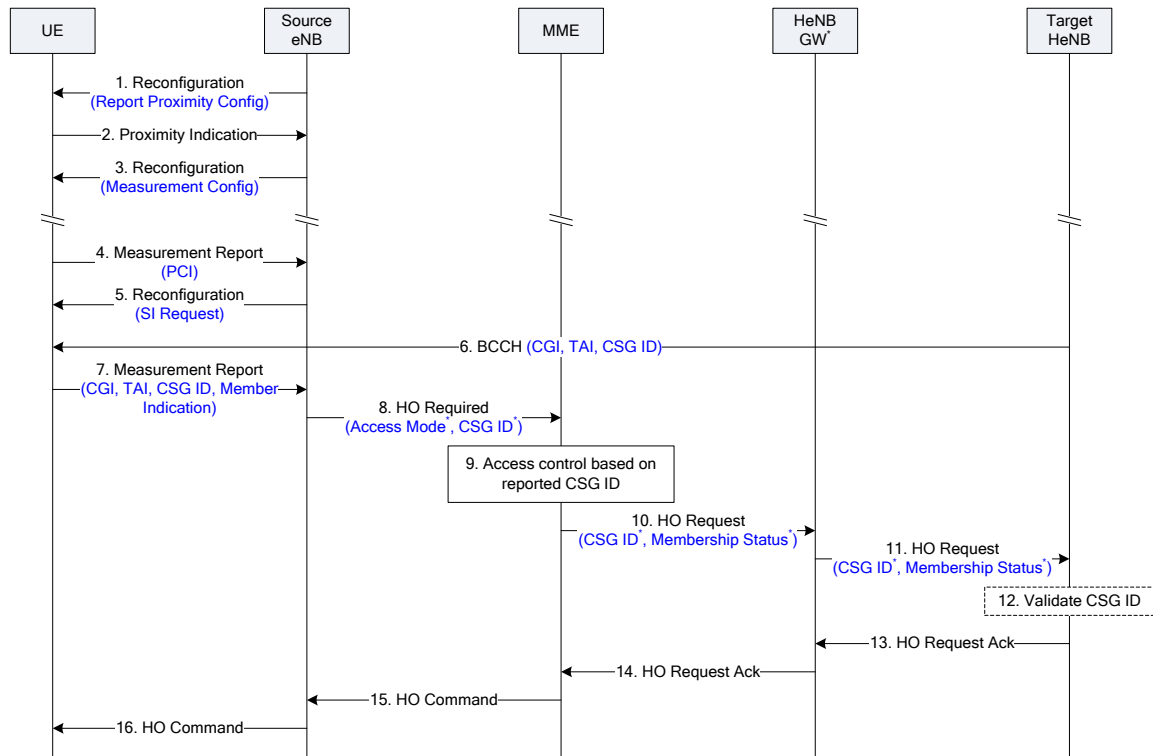 UE
Source
eNB
MME
HeNB
GW*
Target
HeNB
1. Reconfiguration
(Report Proximity Config)
2. Proximity Indication
3. Reconfiguration
(Measurement Config)
4. Measurement Report
(PCI)
5. Reconfiguration
(SI Request)
6. BCCH (CGI, TAI, CSG ID)
7. Measurement Report
(CGI, TAI, CSG ID, Member
Indication)
8. HO Required
(Access Mode*, CSG ID*)
9. Access control based on
reported CSG ID
10. HO Request
(CSG ID*, Membership Status*)
11. HO Request
(CSG ID*, Membership Status*)
12. Validate CSG ID
13. HO Request Ack
14. HO Request Ack
15. HO Command
16. HO Command